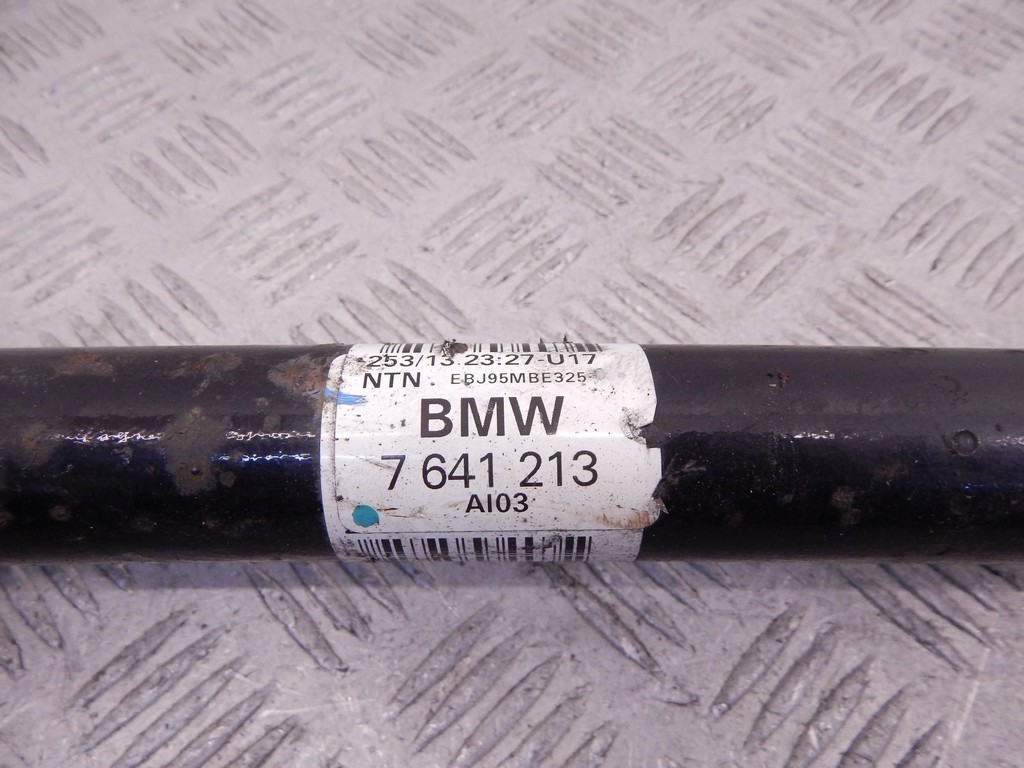 253/13.23:27-U17
NTN EBJ95MBE325
BMW
7 641 213
AI03